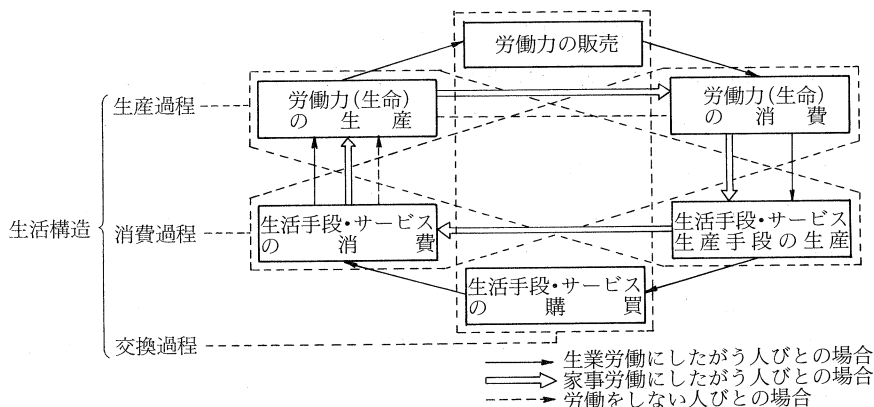 労働力の販売
生産過程
労働力(生命)
の生産
労働力(生命)
の消費
生活構造
消費過程
生活手段・サービス
の消費
生活手段・サービス
生産手段の生産
生活手段・サービス
の購買
交換過程
生業労働にしたがう人びとの場合
家事労働にしたがう人びとの場合
労働をしない人びとの場合